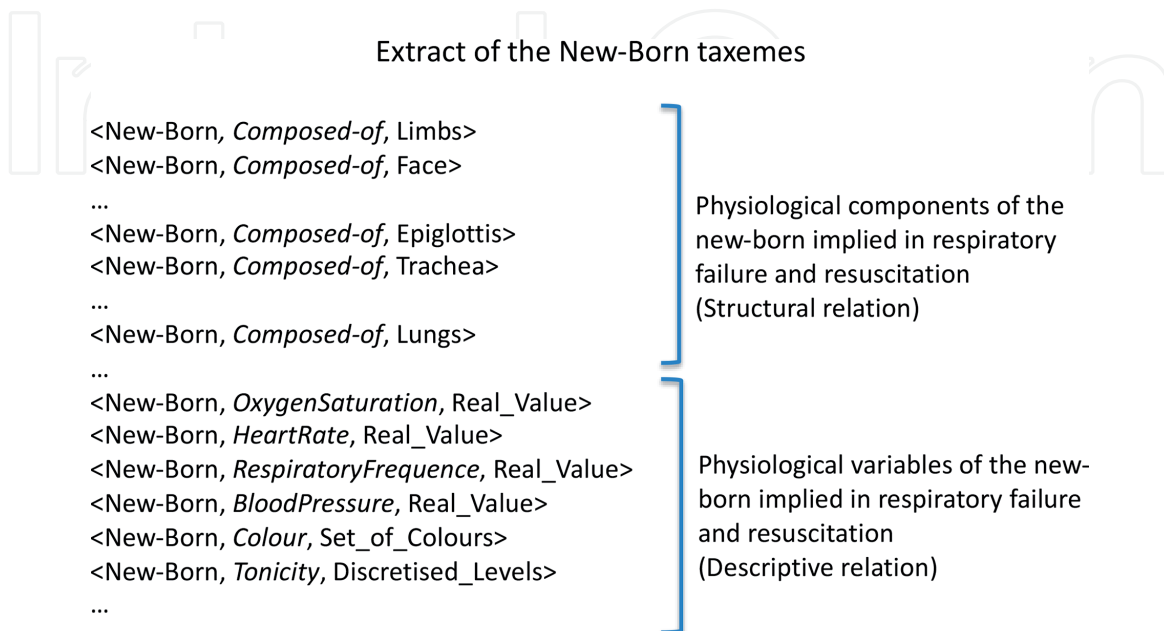 Extract of the New-Born taxemes
<New-Born, Composed-of, Limbs>
<New-Born, Composed-of, Face>
...
<New-Born, Composed-of, Epiglottis>
<New-Born, Composed-of, Trachea>
...
<New-Born, Composed-of, Lungs>
...
Physiological components of the
new-born implied in respiratory
failure and resuscitation
(Structural relation)
<New-Born, OxygenSaturation, Real_Value>
<New-Born, HeartRate, Real_Value>
<New-Born, RespiratoryFrequence, Real_Value>
<New-Born, BloodPressure, Real_Value>
<New-Born, Colour, Set_of_Colours>
<New-Born, Tonicity, Discretised_Levels>
...
Physiological variables of the new-
born implied in respiratory failure
and resuscitation
(Descriptive relation)